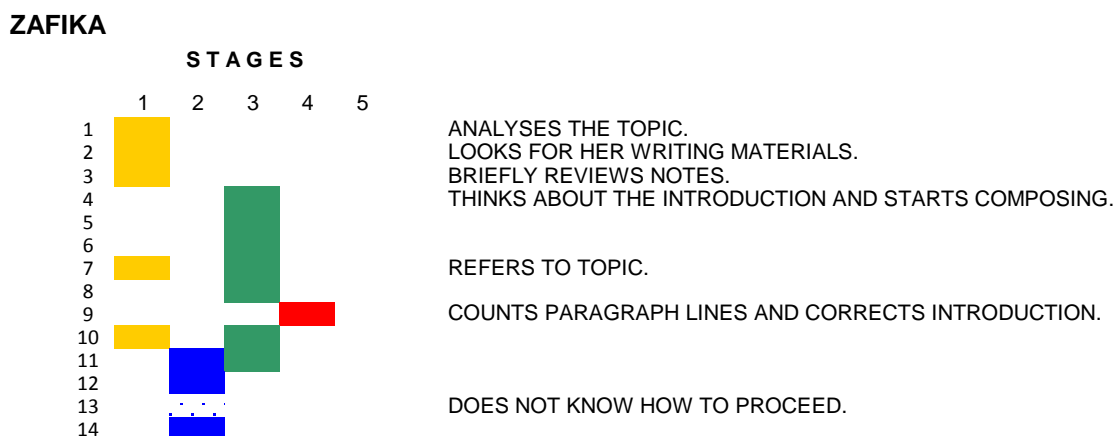 ZAFIKA
S T A G E S
1 2 3 4 5
1 ANALYSES THE TOPIC.
2 LOOKS FOR HER WRITING MATERIALS.
3 BRIEFLY REVIEWS NOTES.
4 THINKS ABOUT THE INTRODUCTION AND STARTS COMPOSING.
5
6
7 REFERS TO TOPIC.
8
9 COUNTS PARAGRAPH LINES AND CORRECTS INTRODUCTION.
10
11
12
13 DOES NOT KNOW HOW TO PROCEED.
14